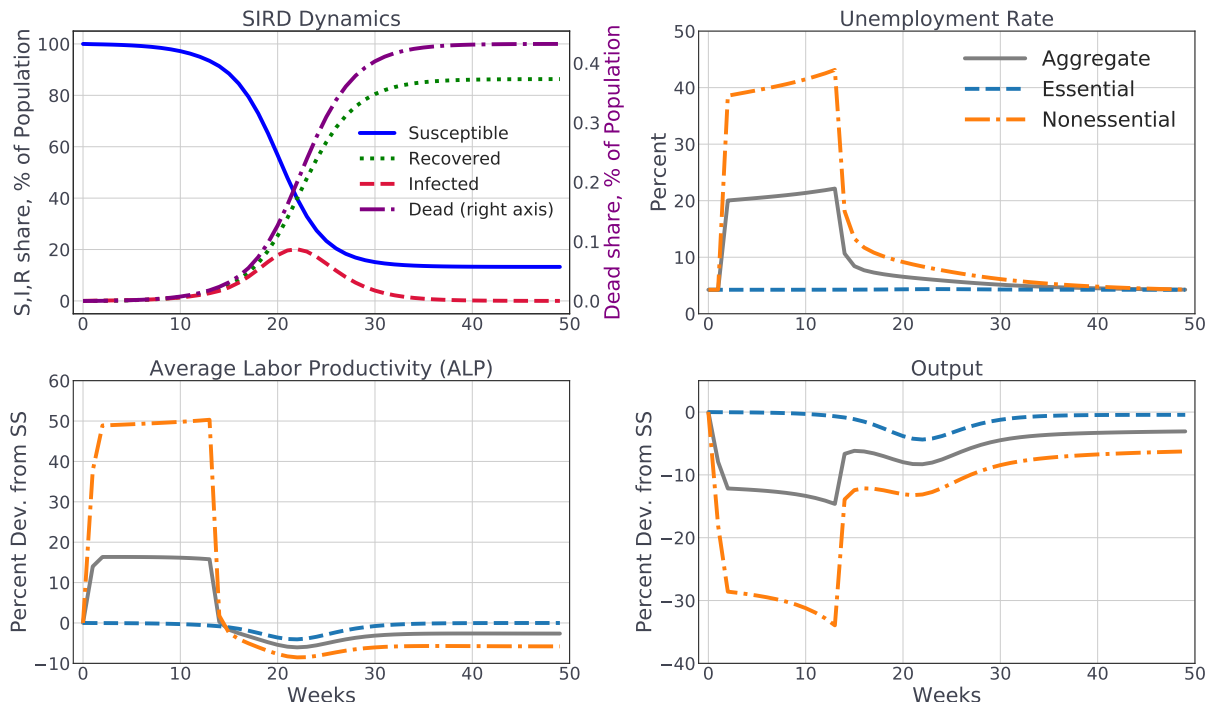 SIRD Dynamics
S,I,R share, % of Population
100
80
60
40
20
0
0.4
0.3
0.2
0.1
0.0
Dead share, % of Population
Susceptible
Recovered
Infected
Dead (right axis)
0 10 20 30 40 50
Unemployment Rate
Percent
50
40
30
20
10
0
Aggregate
Essential
Nonessential
0 10 20 30 40 50
Average Labor Productivity (ALP)
Percent Dev. from SS
60
50
40
30
20
10
0
−10
0 10 20 30 40 50
Weeks
Output
Percent Dev. from SS
0
−10
−20
−30
−40
0 10 20 30 40 50
Weeks